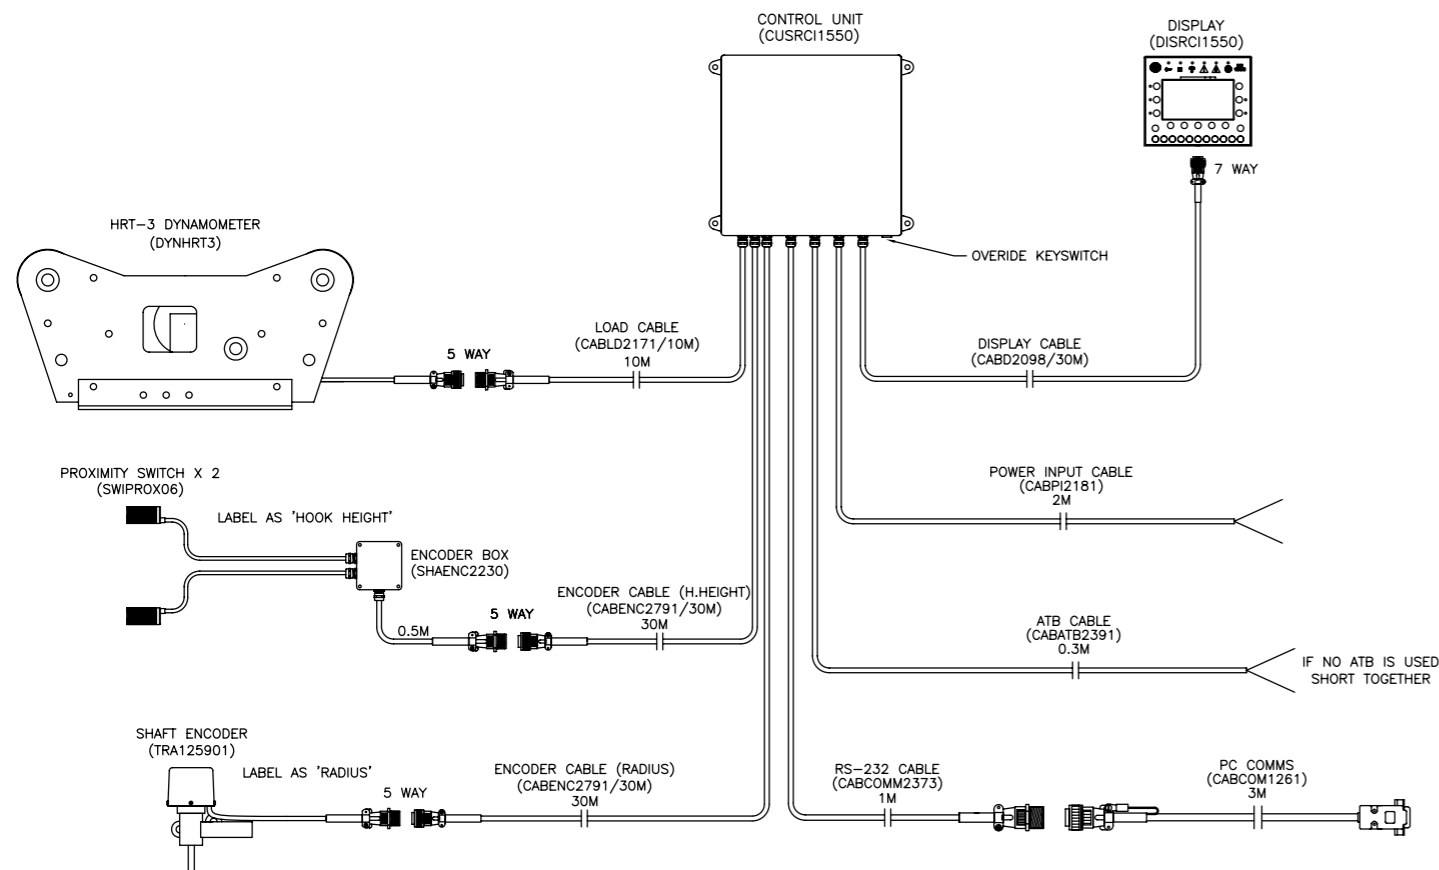 CONTROL UNIT
(CUSRCI1550)
DISPLAY
(DISRCI1550)
7 WAY
HRT-3 DYNAMOMETER
(DYNHRT3)
OVERIDE KEYSWITCH
LOAD CABLE
(CABLD2171/10M)
10M
5 WAY
DISPLAY CABLE
(CABD2098/30M)
PROXIMITY SWITCH X 2
(SWIPROX06)
LABEL AS 'HOOK HEIGHT'
POWER INPUT CABLE
(CABPI2181)
2M
ENCODER BOX
(SHAENC2230)
ENCODER CABLE (H.HEIGHT)
(CABENC2791/30M)
30M
5 WAY
0.5M
ATB CABLE
(CABATB2391)
0.3M
IF NO ATB IS USED
SHORT TOGETHER
SHAFT ENCODER
(TRA125901)
LABEL AS 'RADIUS'
5 WAY
ENCODER CABLE (RADIUS)
(CABENC2791/30M)
30M
RS-232 CABLE
(CABCOMM2373)
1M
PC COMMS
(CABCOM1261)
3M